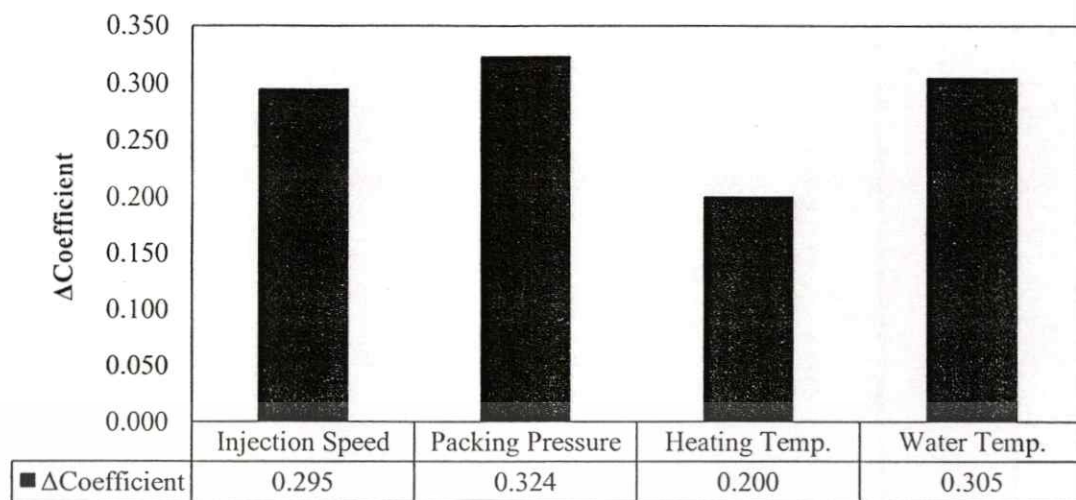 0.350
0.300
0.250
0.200
0.150
0.100
0.050
0.000
ΔCoefficient
Injection Speed Packing Pressure Heating Temp. Water Temp.
ΔCoefficient 0.295 0.324 0.200 0.305